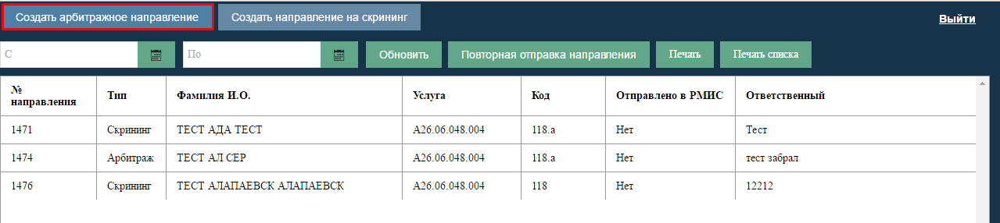 Создать арбитражное направление Создать направление на скрининг Выйти
С По Обновить Повторная отправка направления Печать Печать списка
№ направления Тип Фамилия И.О. Услуга Код Отправлено в РМИС Ответственный
1471 Скрининг ТЕСТ АДА ТЕСТ A26.06.048.004 118.а Нет Тест
1474 Арбитраж ТЕСТ АЛ СЕР A26.06.048.004 118.а Нет тест забрал
1476 Скрининг ТЕСТ АЛАПАЕВСК АЛАПАЕВСК A26.06.048.004 118 Нет 12212